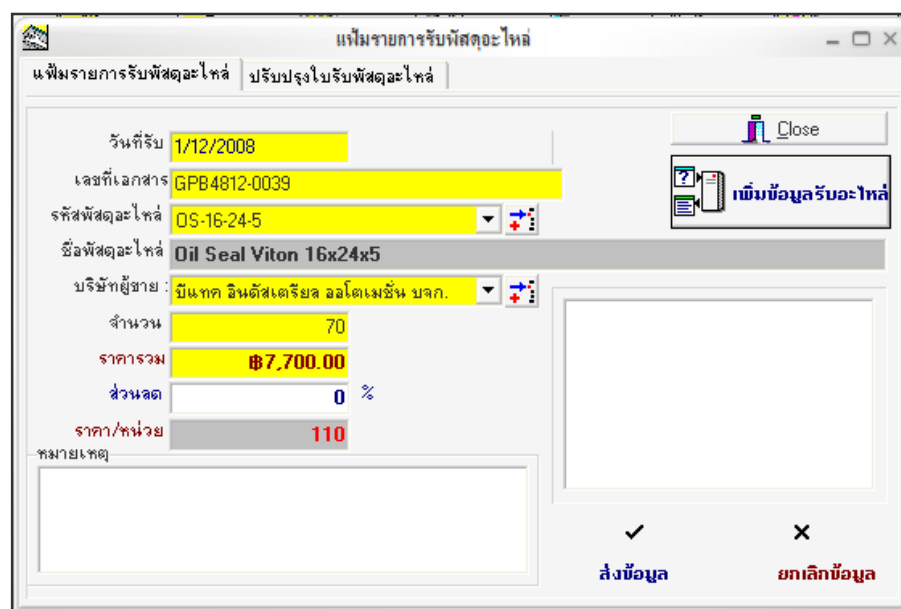 แฟ้มรายการรับพัสดุอะไหล่
แฟ้มรายการรับพัสดุอะไหล่ ปรับปรุงใบรับพัสดุอะไหล่
Close
วันที่รับ 1/12/2008
เพิ่มข้อมูลรับอะไหล่
เลขที่เอกสาร GPB4812-0039
รหัสพัสดุอะไหล่ OS-16-24-5
ชื่อพัสดุอะไหล่ Oil Seal Viton 16x24x5
บริษัทผู้ขาย : บีแทค อินดัสเตรียล ออโตเมชั่น บจก.
จำนวน 70
ราคารวม ฿7,700.00
ส่วนลด 0 %
ราคา/หน่วย 110
หมายเหตุ
ส่งข้อมูล ยกเลิกข้อมูล